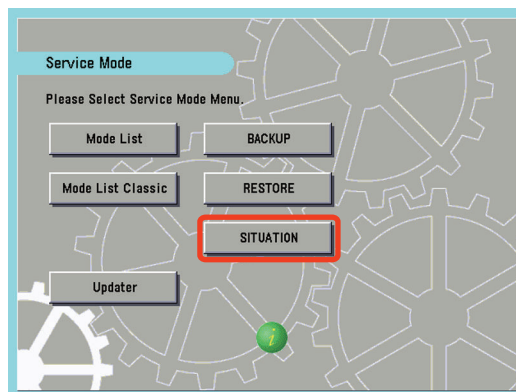 Service Mode
Please Select Service Mode Menu.
Mode List
BACKUP
Mode List Classic
RESTORE
SITUATION
Updater
i